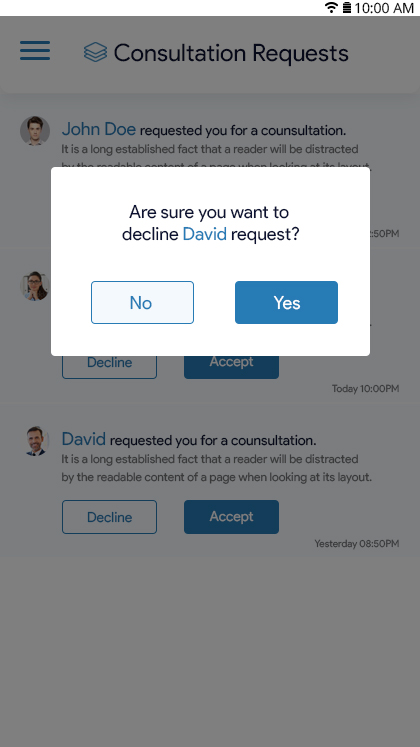 10:00 AM
Consultation Requests
John Doe requested you for a counsultation.
It is a long established fact that a reader will be distracted
by the readable content of a page when looking at its layout.
:50PM
Are sure you want to
decline David request?
No Yes
Decline Accept
Today 10:00PM
David requested you for a counsultation.
It is a long established fact that a reader will be distracted
by the readable content of a page when looking at its layout.
Decline Accept
Yesterday 08:50PM